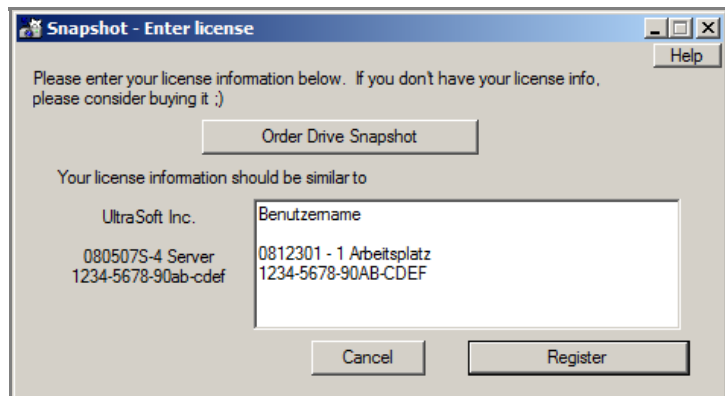 Snapshot - Enter license
Help
Please enter your license information below. If you don't have your license info,
please consider buying it ;)
Order Drive Snapshot
Your license information should be similar to
UltraSoft Inc.
080507S-4 Server
1234-5678-90ab-cdef
Benutzername
0812301 - 1 Arbeitsplatz
1234-5678-90AB-CDEF
Cancel
Register